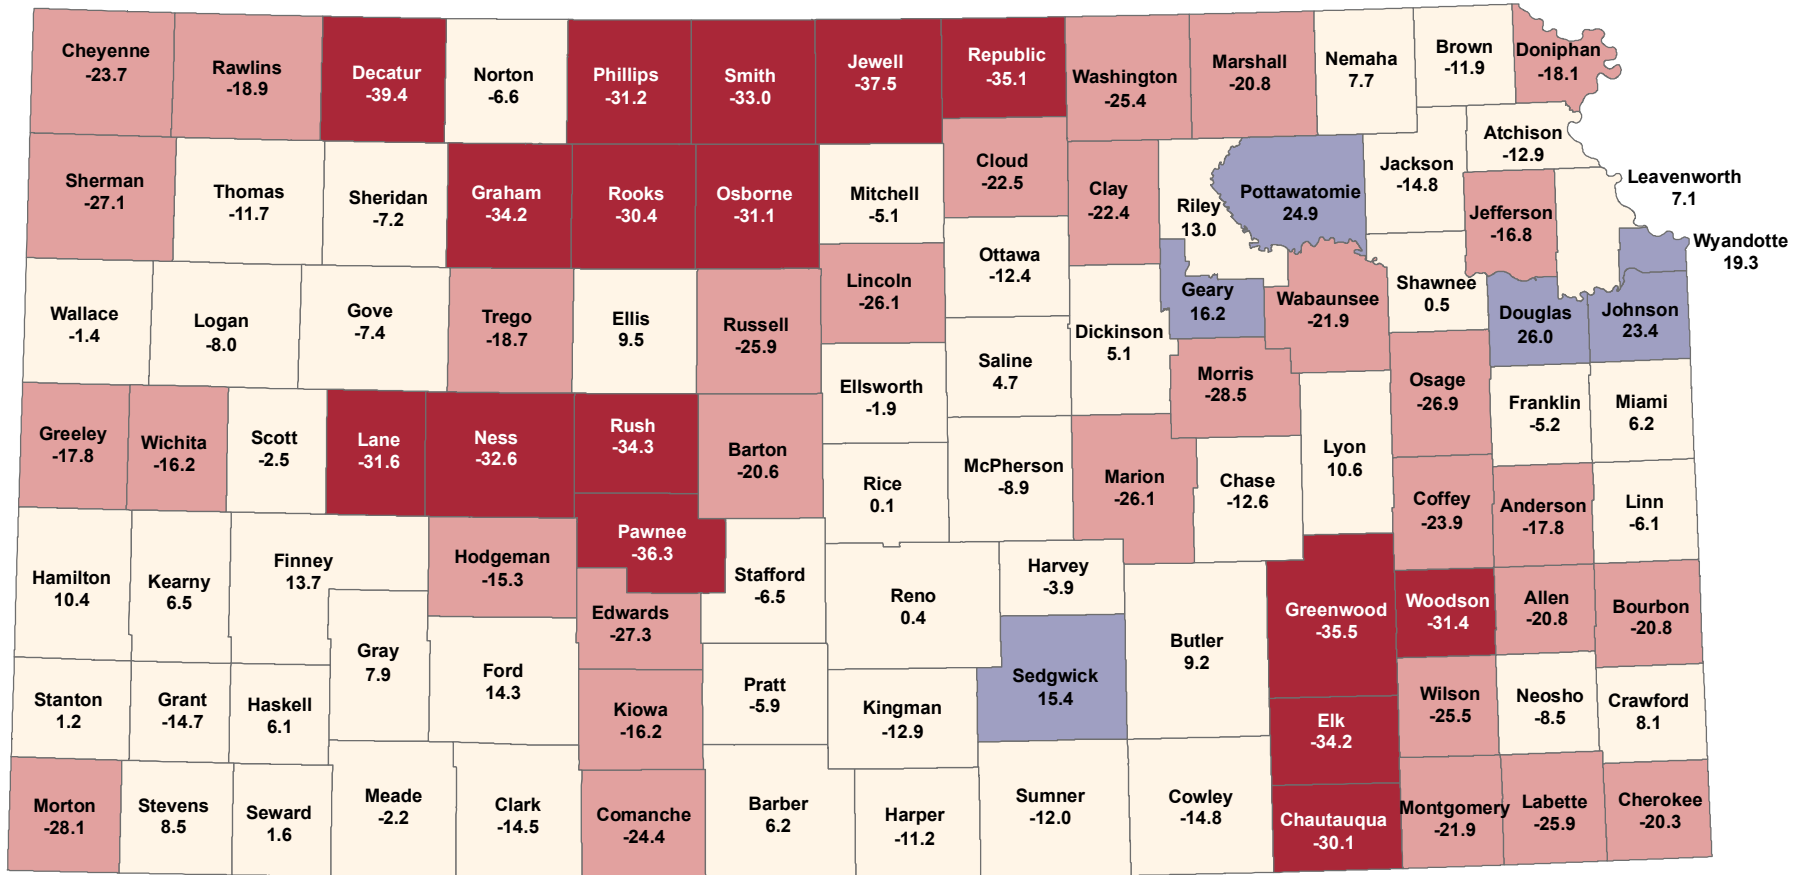 Cheyenne
-23.7
Rawlins
-18.9
Decatur
-39.4
Norton
-6.6
Phillips
-31.2
Smith
-33.0
Jewell
-37.5
Republic
-35.1
Washington
-25.4
Marshall
-20.8
Nemaha
7.7
Brown
-11.9
Doniphan
-18.1
Sherman
-27.1
Thomas
-11.7
Sheridan
-7.2
Graham
-34.2
Rooks
-30.4
Osborne
-31.1
Mitchell
-5.1
Cloud
-22.5
Clay
-22.4
Riley
13.0
Pottawatomie
24.9
Jackson
-14.8
Atchison
-12.9
Jefferson
-16.8
Leavenworth
7.1
Wyandotte
19.3
Wallace
-1.4
Logan
-8.0
Gove
-7.4
Trego
-18.7
Ellis
9.5
Russell
-25.9
Lincoln
-26.1
Ottawa
-12.4
Dickinson
5.1
Geary
16.2
Wabaunsee
-21.9
Shawnee
0.5
Douglas
26.0
Johnson
23.4
Ellsworth
-1.9
Saline
4.7
Morris
-28.5
Osage
-26.9
Franklin
-5.2
Miami
6.2
Greeley
-17.8
Wichita
-16.2
Scott
-2.5
Lane
-31.6
Ness
-32.6
Rush
-34.3
Barton
-20.6
Rice
0.1
McPherson
-8.9
Marion
-26.1
Chase
-12.6
Lyon
10.6
Coffey
-23.9
Anderson
-17.8
Linn
-6.1
Hamilton
10.4
Kearny
6.5
Finney
13.7
Hodgeman
-15.3
Pawnee
-36.3
Stafford
-6.5
Edwards
-27.3
Reno
0.4
Harvey
-3.9
Butler
9.2
Greenwood
-35.5
Woodson
-31.4
Allen
-20.8
Bourbon
-20.8
Stanton
1.2
Grant
-14.7
Haskell
6.1
Gray
7.9
Ford
14.3
Kiowa
-16.2
Pratt
-5.9
Kingman
-12.9
Sedgwick
15.4
Elk
-34.2
Wilson
-25.5
Neosho
-8.5
Crawford
8.1
Morton
-28.1
Stevens
8.5
Seward
1.6
Meade
-2.2
Clark
-14.5
Comanche
-24.4
Barber
6.2
Harper
-11.2
Sumner
-12.0
Cowley
-14.8
Chautauqua
-30.1
Montgomery
-21.9
Labette
-25.9
Cherokee
-20.3